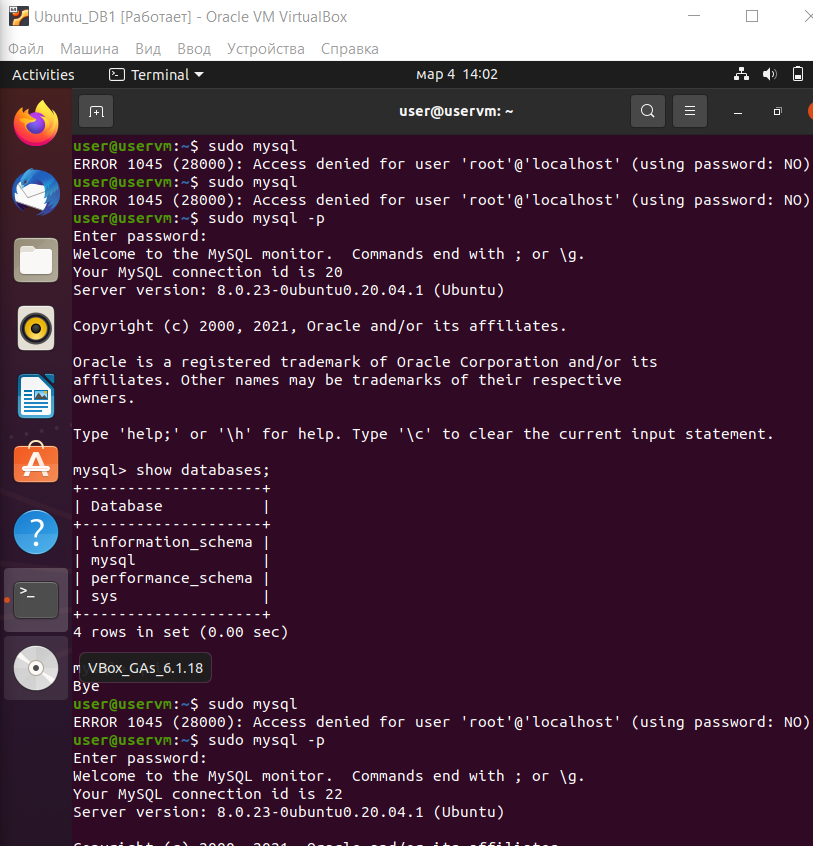 Ubuntu_DB1 [Работает] - Oracle VM VirtualBox
Файл Машина Вид Ввод Устройства Справка
Activities Terminal мар 4 14:02
user@uservm: ~
user@uservm:~$ sudo mysql
ERROR 1045 (28000): Access denied for user 'root'@'localhost' (using password: NO)
user@uservm:~$ sudo mysql
ERROR 1045 (28000): Access denied for user 'root'@'localhost' (using password: NO)
user@uservm:~$ sudo mysql -p
Enter password:
Welcome to the MySQL monitor.  Commands end with ; or \g.
Your MySQL connection id is 20
Server version: 8.0.23-0ubuntu0.20.04.1 (Ubuntu)
Copyright (c) 2000, 2021, Oracle and/or its affiliates.
Oracle is a registered trademark of Oracle Corporation and/or its
affiliates. Other names may be trademarks of their respective
owners.
Type 'help;' or '\h' for help. Type '\c' to clear the current input statement.
mysql> show databases;
+--------------------+
| Database           |
+--------------------+
| information_schema |
| mysql              |
| performance_schema |
| sys                |
+--------------------+
4 rows in set (0.00 sec)
VBox_GAs_6.1.18
Bye
user@uservm:~$ sudo mysql
ERROR 1045 (28000): Access denied for user 'root'@'localhost' (using password: NO)
user@uservm:~$ sudo mysql -p
Enter password:
Welcome to the MySQL monitor.  Commands end with ; or \g.
Your MySQL connection id is 22
Server version: 8.0.23-0ubuntu0.20.04.1 (Ubuntu)
Copyright (c) 2000, 2021, Oracle and/or its affiliates.